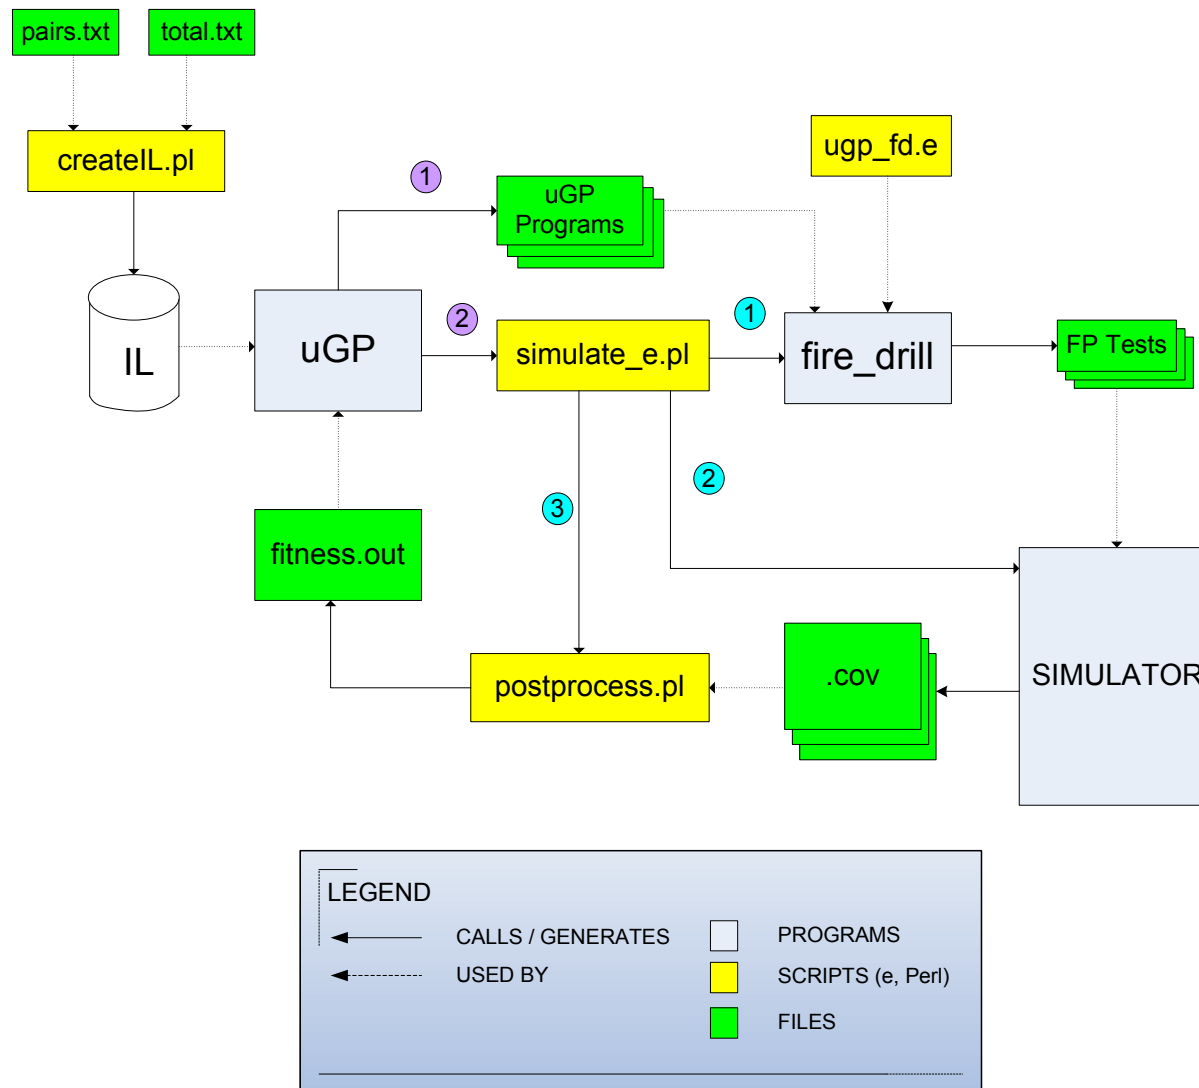 pairs.txt
total.txt
createIL.pl
ugp_fd.e
1
uGP
Programs
IL
uGP
2
simulate_e.pl
1
fire_drill
FP Tests
3
2
fitness.out
postprocess.pl
.cov
SIMULATOR
LEGEND
CALLS / GENERATES
PROGRAMS
USED BY
SCRIPTS (e, Perl)
FILES